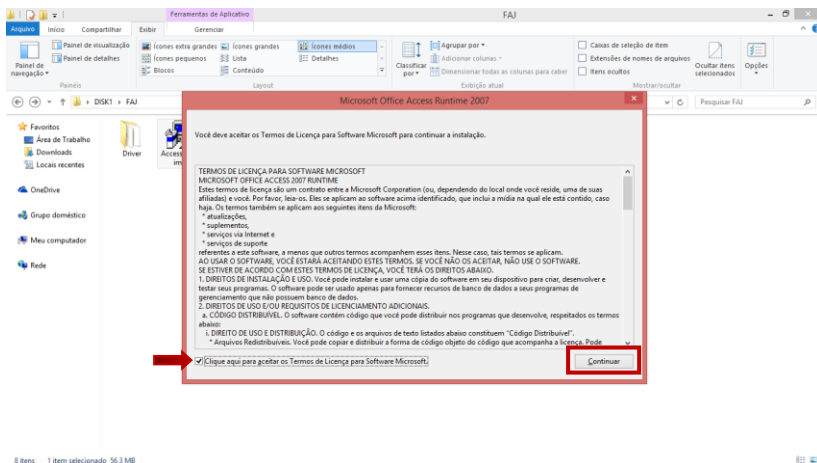 Ferramentas de Aplicativo
FAJ
Arquivo Início Compartilhar Exibir Gerenciar
Painel de navegação
Painel de visualização
Painel de detalhes
Painéis
Ícones extra grandes Ícones grandes Ícones médios
Ícones pequenos Lista Detalhes
Blocos Conteúdo
Layout
Classificar por
Agrupar por
Adicionar colunas
Dimensionar todas as colunas para caber
Exibição atual
Caixas de seleção de item
Extensões de nomes de arquivos
Itens ocultos
Ocultar itens selecionados
Mostrar/ocultar
Opções
DISK1 FAJ
Pesquisar FAJ
Favoritos
Área de Trabalho
Downloads
Locais recentes
OneDrive
Grupo doméstico
Meu computador
Rede
Driver
Access
im
Microsoft Office Access Runtime 2007
Você deve aceitar os Termos de Licença para Software Microsoft para continuar a instalação.
TERMOS DE LICENÇA PARA SOFTWARE MICROSOFT
MICROSOFT OFFICE ACCESS 2007 RUNTIME
Estes termos de licença são um contrato entre a Microsoft Corporation (ou, dependendo do local onde você reside, uma de suas
afiliadas) e você. Por favor, leia-os. Eles se aplicam ao software acima identificado, que inclui a mídia na qual ele está contido, caso
haja. Os termos também se aplicam aos seguintes itens da Microsoft:
* atualizações,
* suplementos,
* serviços via Internet e
* serviços de suporte
referentes a este software, a menos que outros termos acompanhem esses itens. Nesse caso, tais termos se aplicam.
AO USAR O SOFTWARE, VOCÊ ESTARÁ ACEITANDO ESTES TERMOS. SE VOCÊ NÃO OS ACEITAR, NÃO USE O SOFTWARE.
SE ESTIVER DE ACORDO COM ESTES TERMOS DE LICENÇA, VOCÊ TERÁ OS DIREITOS ABAIXO.
1. DIREITOS DE INSTALAÇÃO E USO. Você pode instalar e usar uma cópia do software em seu dispositivo para criar, desenvolver e
testar seus programas. O software pode ser usado apenas para fornecer recursos de banco de dados a seus programas de
gerenciamento que não possuem banco de dados.
2. DIREITOS DE USO E/OU REQUISITOS DE LICENCIAMENTO ADICIONAIS.
a. CÓDIGO DISTRIBUÍVEL. O software contém código que você pode distribuir nos programas que desenvolve, respeitados os termos
abaixo:
i. DIREITO DE USO E DISTRIBUIÇÃO. O código e os arquivos de texto listados abaixo constituem "Código Distribuível".
* Arquivos Redistribuíveis. Você pode copiar e distribuir a forma de código objeto do código que acompanha a licença. Pode
Clique aqui para aceitar os Termos de Licença para Software Microsoft.
Continuar
8 itens 1 item selecionado 56,3 MB